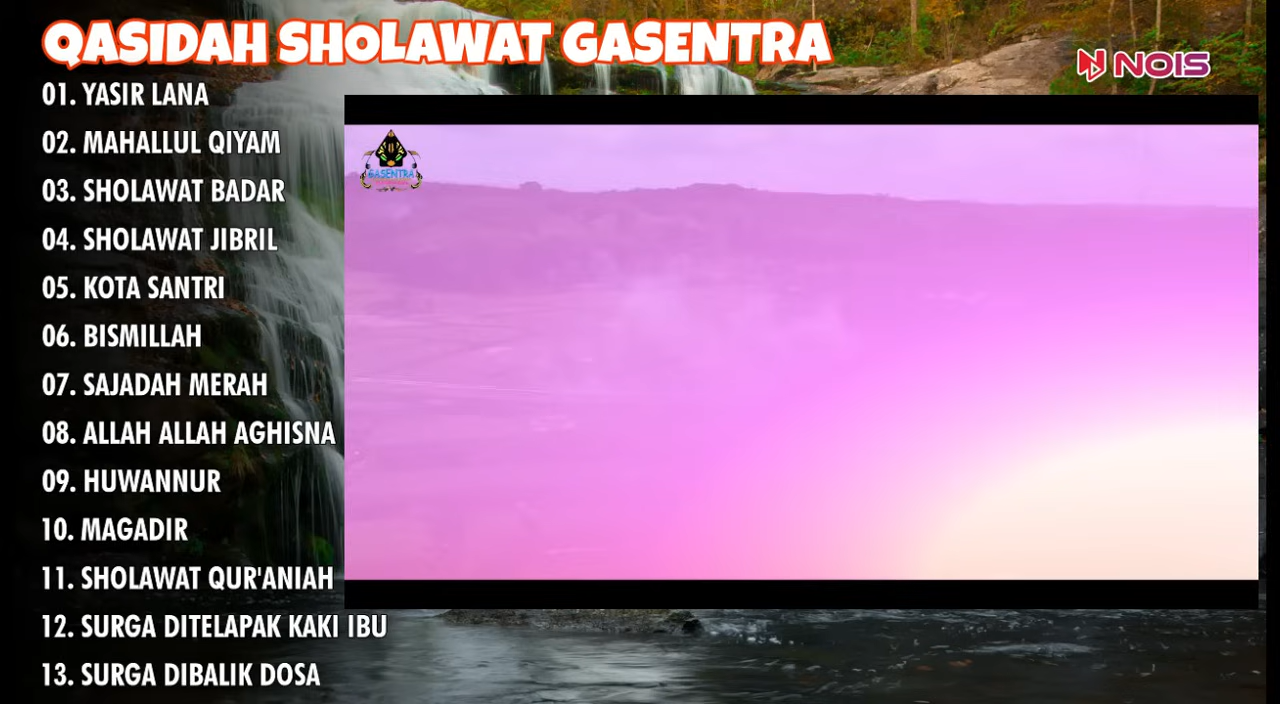 QASIDAH SHOLAWAT GASENTRA
NOIS
01. YASIR LANA
02. MAHALLUL QIYAM
03. SHOLAWAT BADAR
04. SHOLAWAT JIBRIL
05. KOTA SANTRI
06. BISMILLAH
07. SAJADAH MERAH
08. ALLAH ALLAH AGHISNA
09. HUWANNUR
10. MAGADIR
11. SHOLAWAT QUR'ANIAH
12. SURGA DITELAPAK KAKI IBU
13. SURGA DIBALIK DOSA
GASENTRA